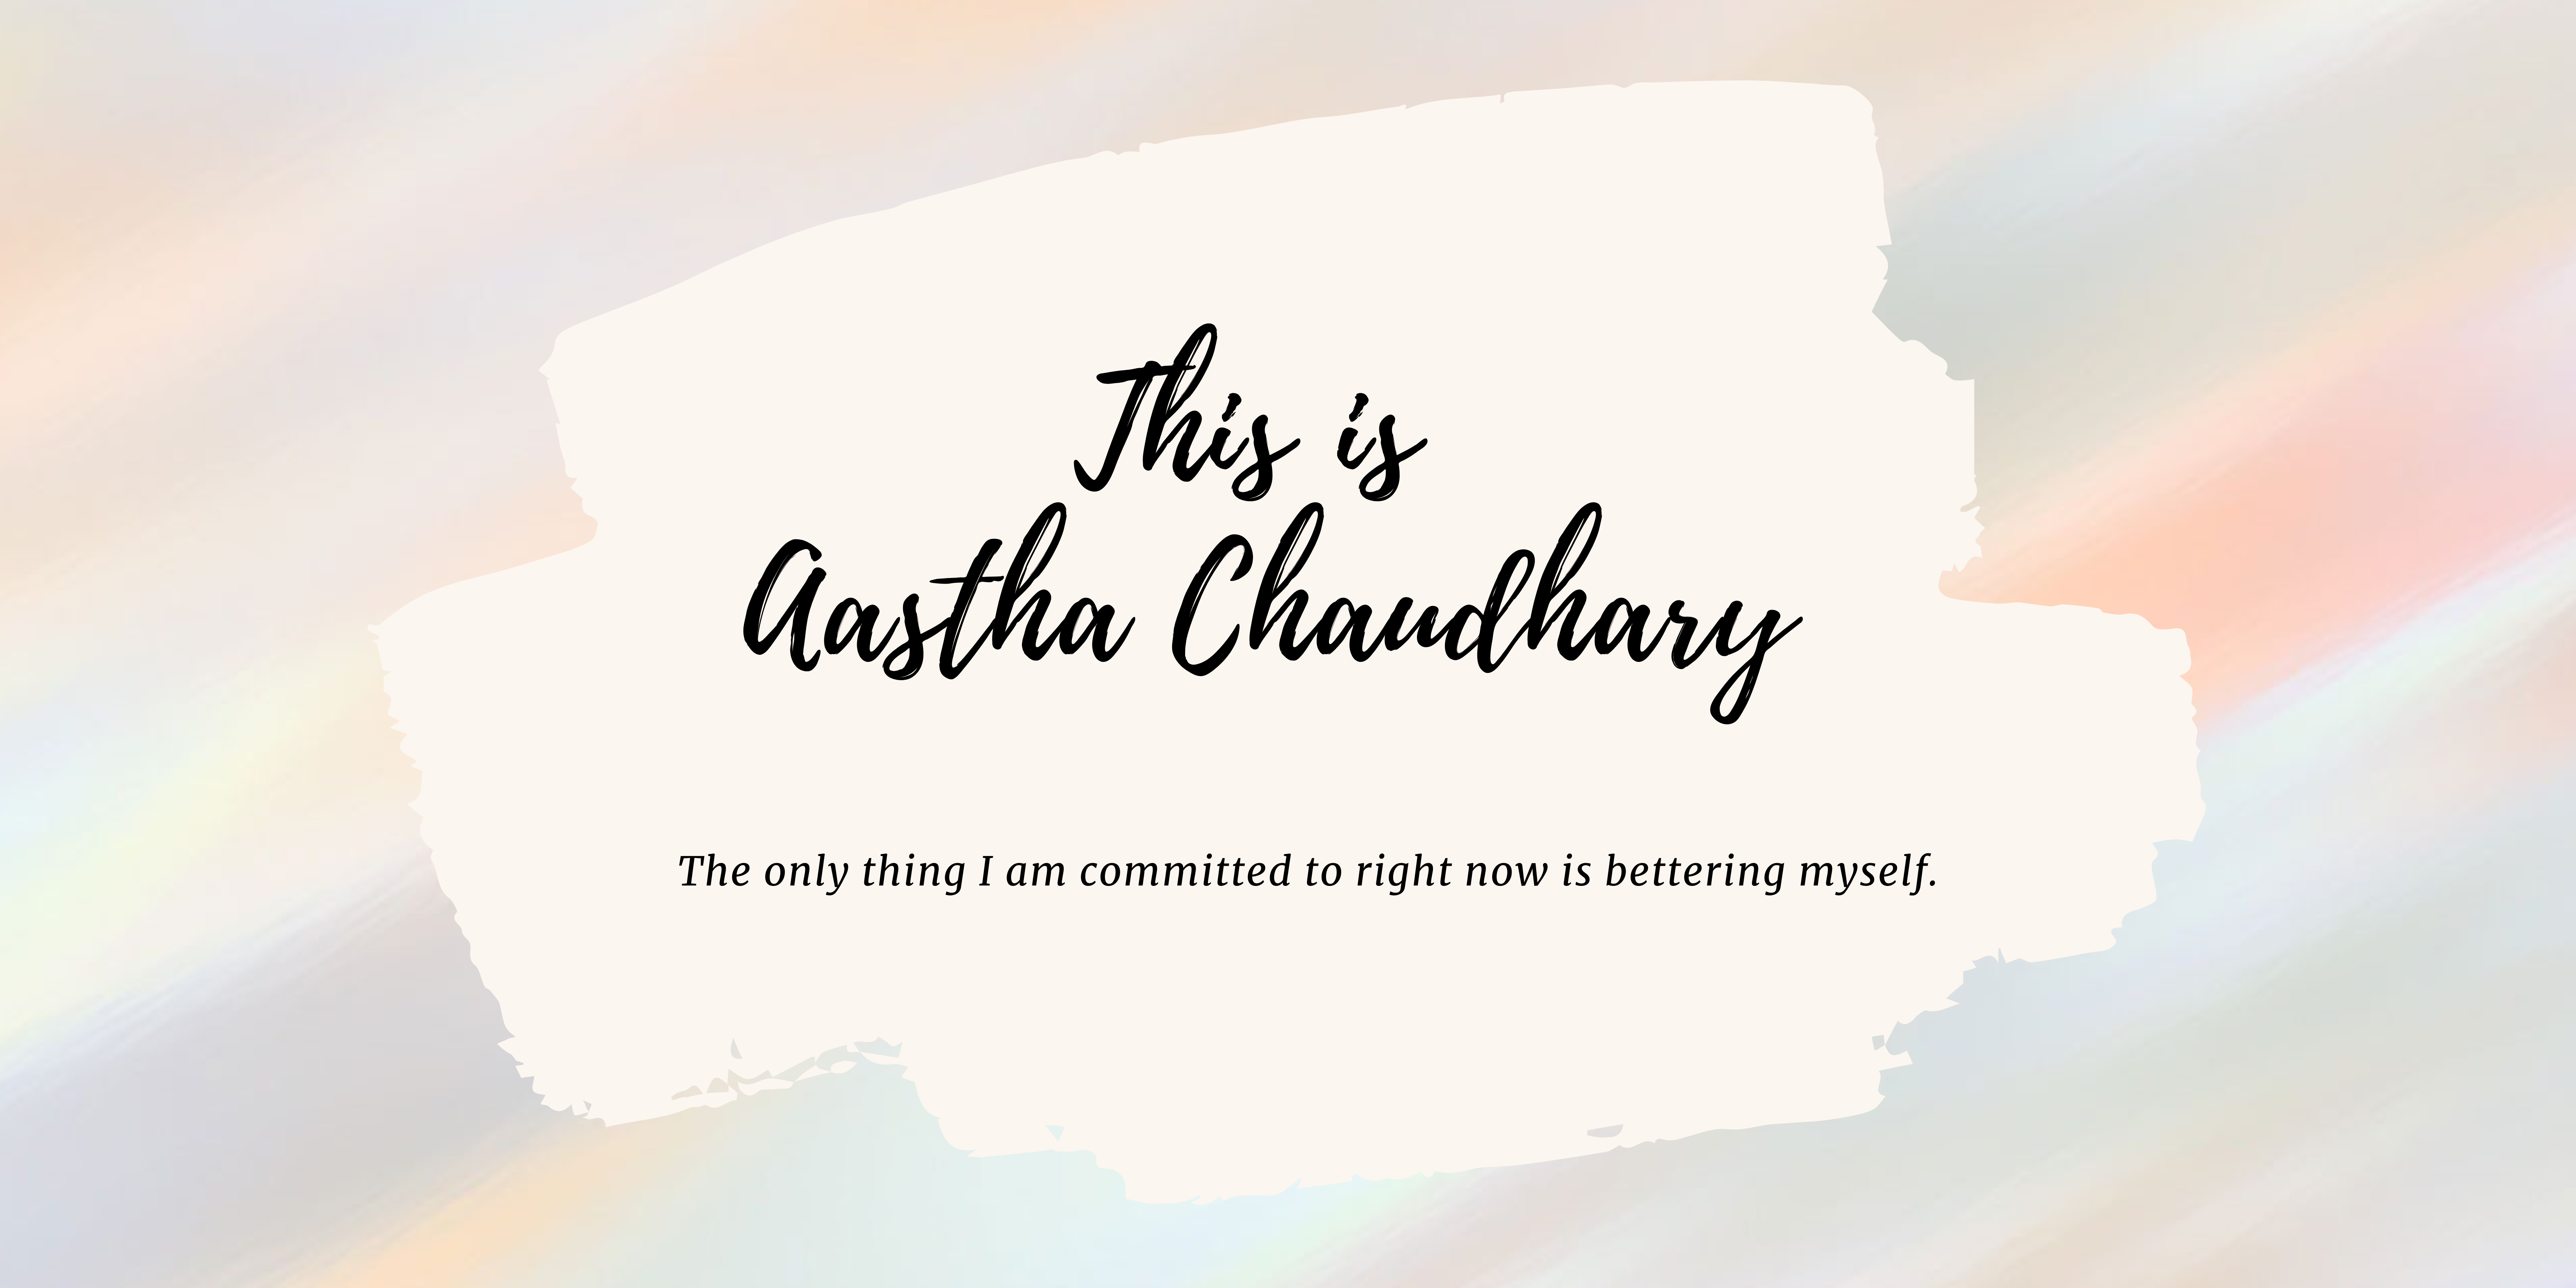 This is
Aastha Chaudhary
The only thing I am committed to right now is bettering myself.